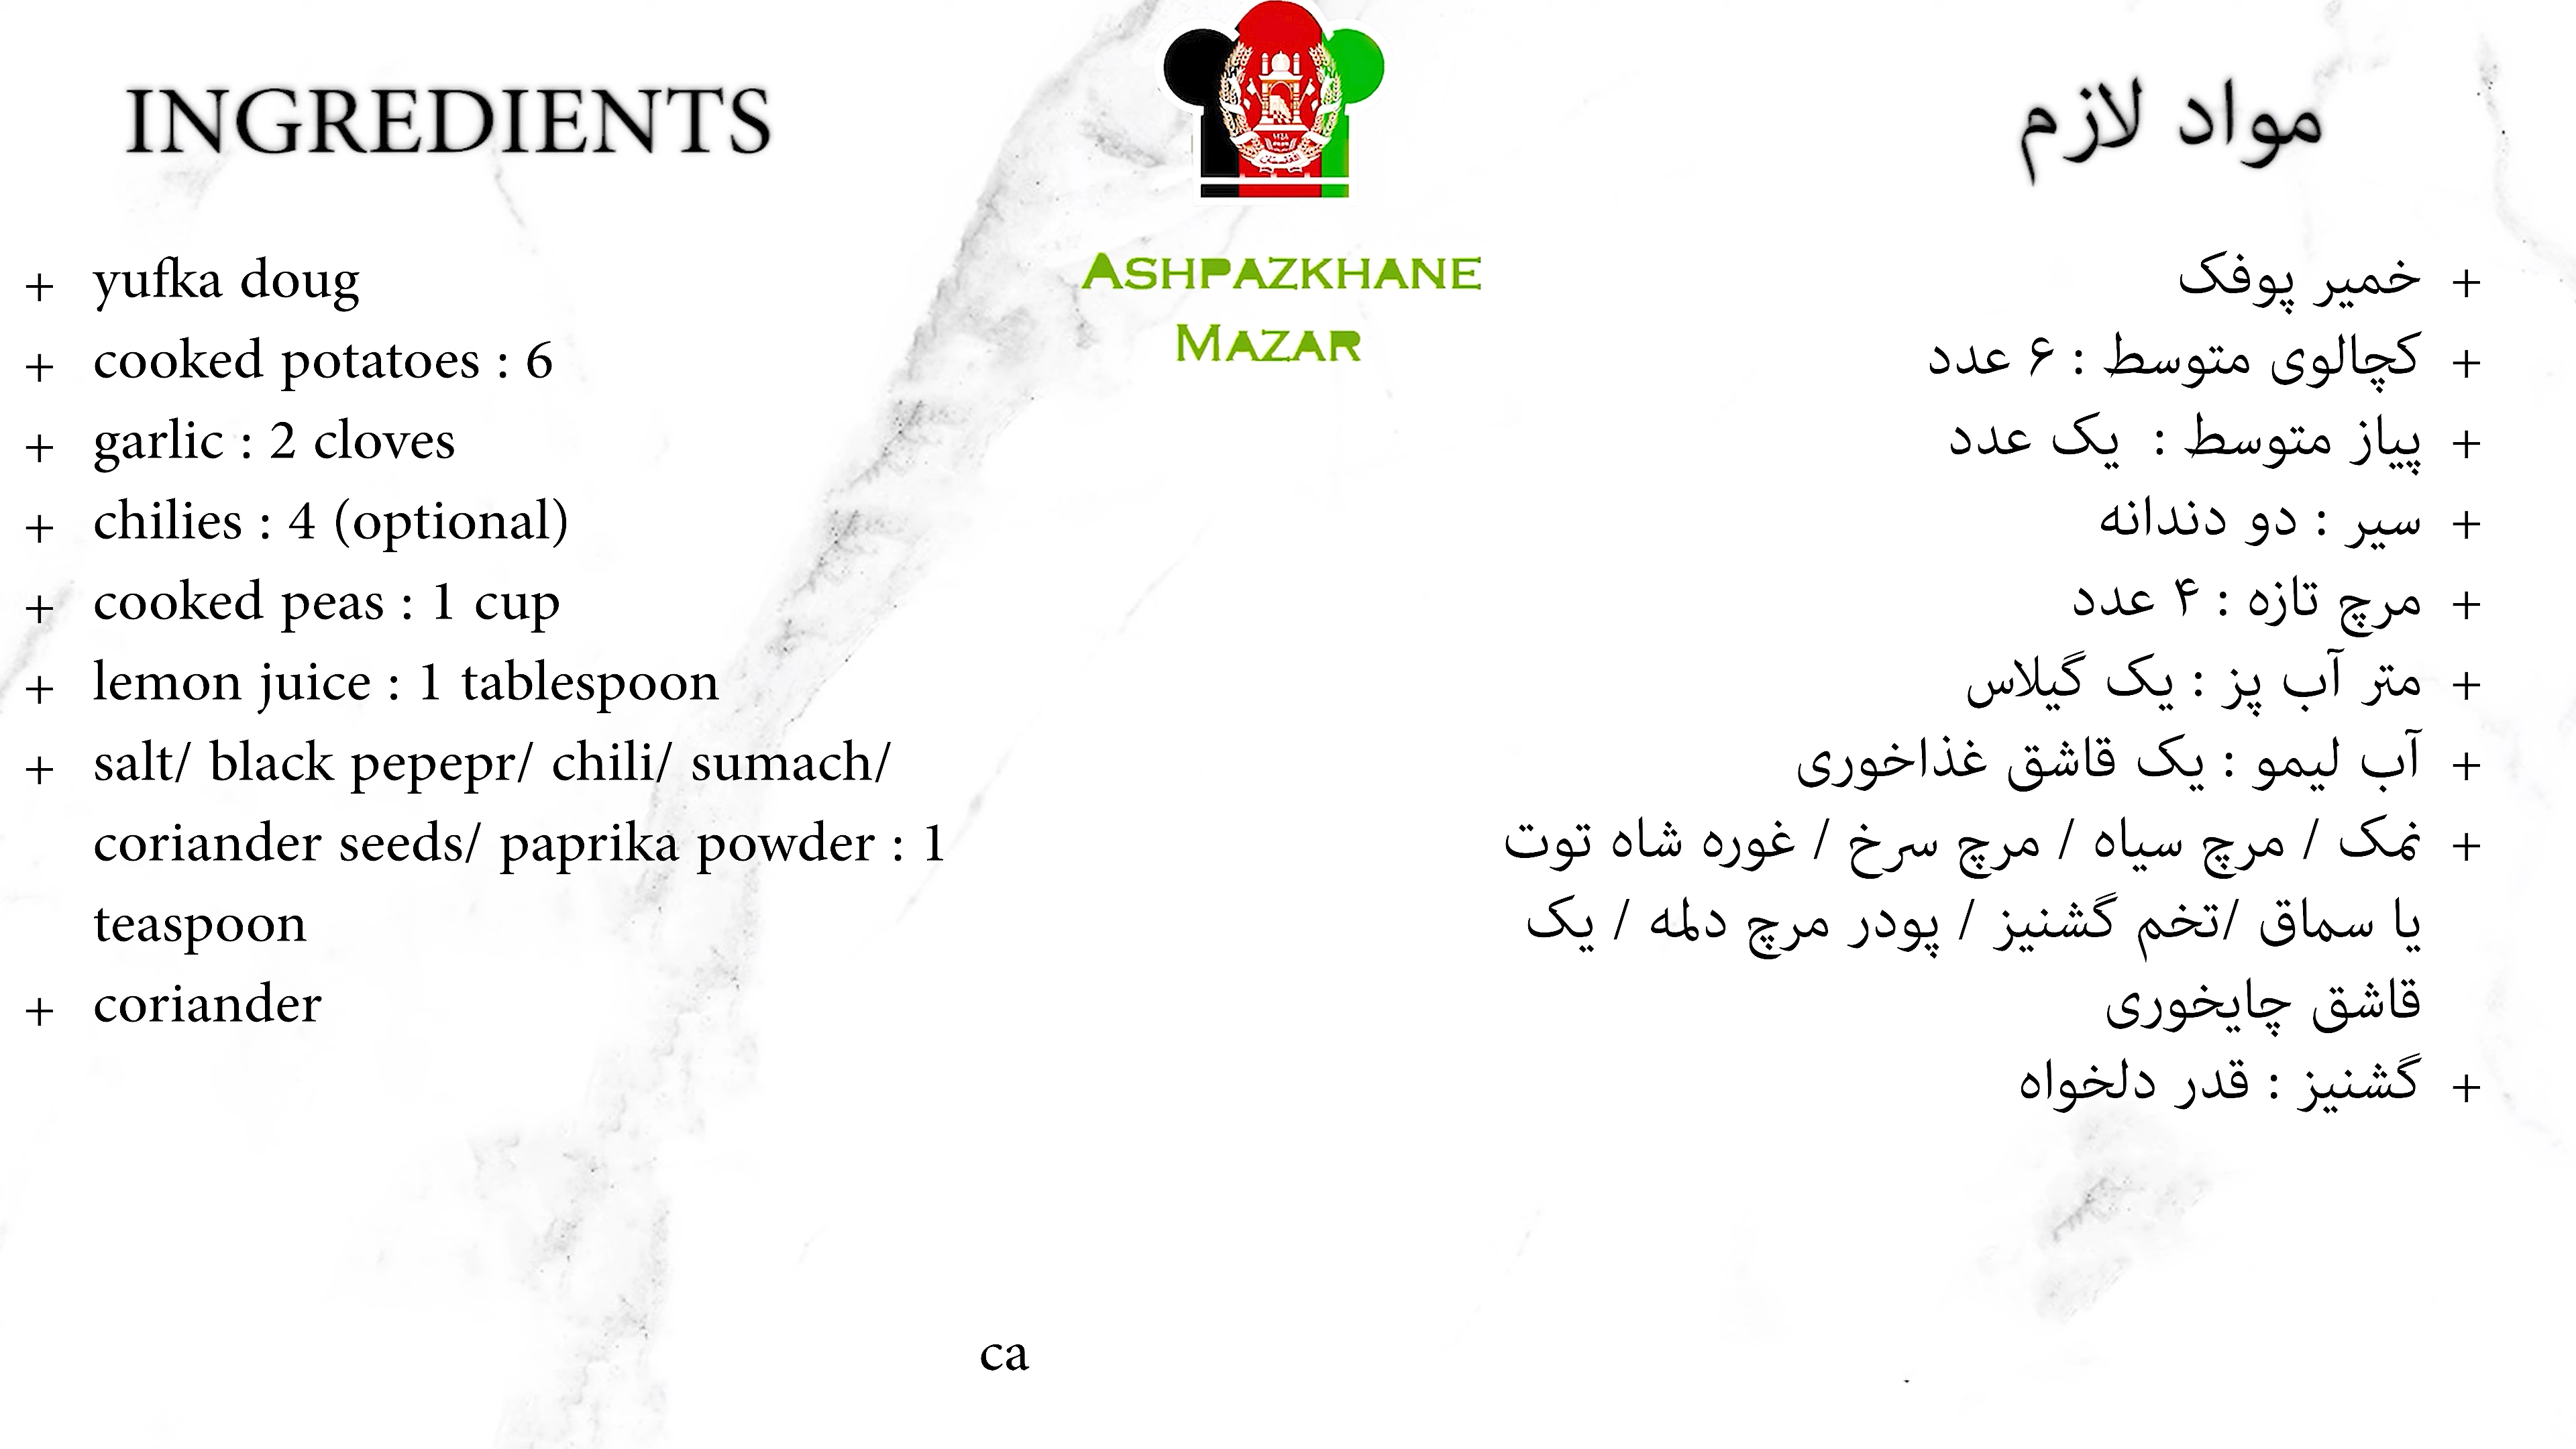 INGREDIENTS
+ yufka doug
+ cooked potatoes : 6
+ garlic : 2 cloves
+ chilies : 4 (optional)
+ cooked peas : 1 cup
+ lemon juice : 1 tablespoon
+ salt/ black pepepr/ chili/ sumach/
coriander seeds/ paprika powder : 1
teaspoon
+ coriander
ASHPAZKHANE
MAZAR
مواد لازم
+ خمیر پوفک
+ کچالوی متوسط : ۶ عدد
+ پیاز متوسط : یک عدد
+ سیر : دو دندانه
+ مرچ تازه : ۴ عدد
+ متر آب پز : یک گیلاس
+ آب لیمو : یک قاشق غذاخوری
+ نمک / مرچ سیاه / مرچ سرخ / غوره شاه توت
یا سماق /تخم گشنیز / پودر مرچ دلمه / یک
قاشق چایخوری
+ گشنیز : قدر دلخواه
ca